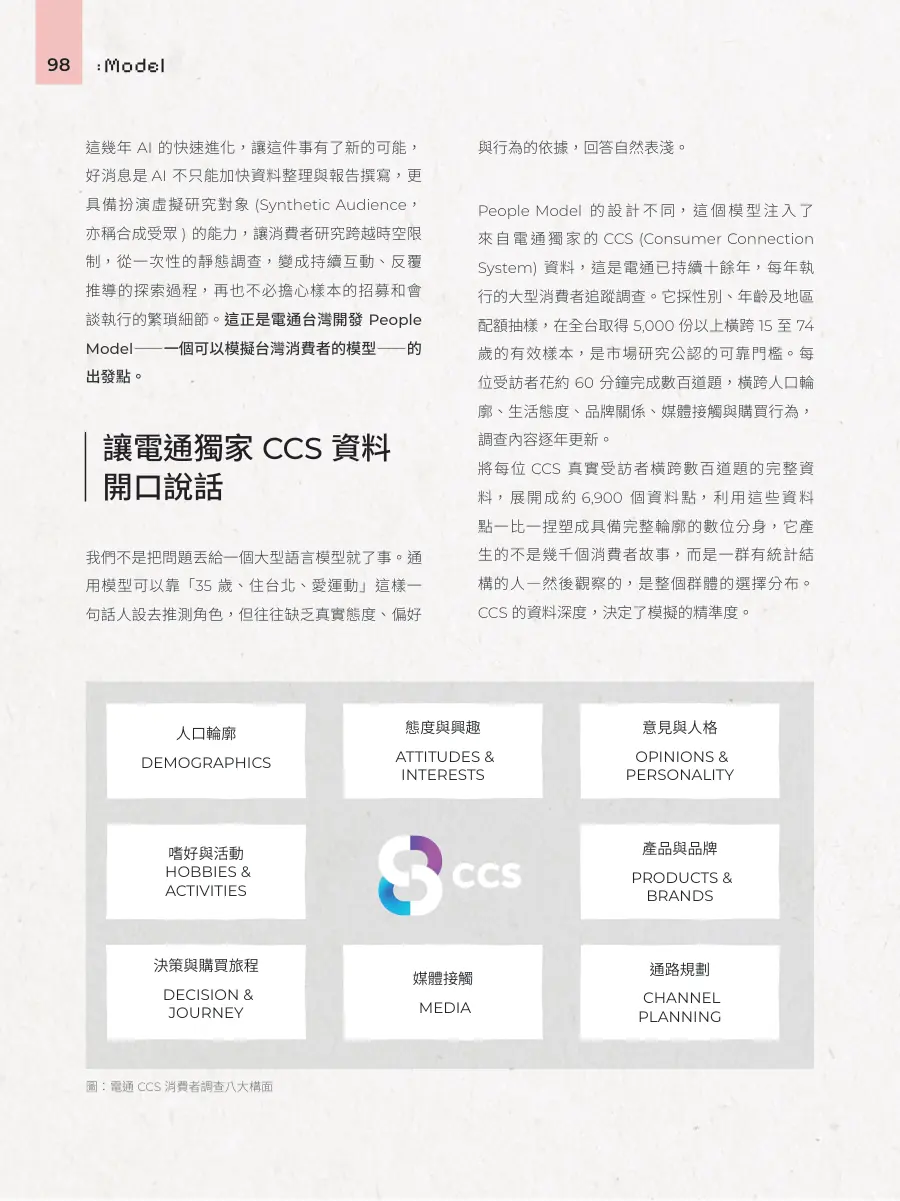 98
:Model
這幾年 AI 的快速進化，讓這件事有了新的可能，
好消息是 AI 不只能加快資料整理與報告撰寫，更
具備扮演虛擬研究對象 (Synthetic Audience，
亦稱合成受眾 ) 的能力，讓消費者研究跨越時空限
制，從一次性的靜態調查，變成持續互動、反覆
推導的探索過程，再也不必擔心樣本的招募和會
談執行的繁瑣細節。這正是電通台灣開發 People
Model——一個可以模擬台灣消費者的模型——的
出發點。
讓電通獨家 CCS 資料
開口說話
我們不是把問題丟給一個大型語言模型就了事。通
用模型可以靠「35 歲、住台北、愛運動」這樣一
句話人設去推測角色，但往往缺乏真實態度、偏好
與行為的依據，回答自然表淺。
People Model 的設計不同，這個模型注入了
來自電通獨家的 CCS (Consumer Connection
System) 資料，這是電通已持續十餘年，每年執
行的大型消費者追蹤調查。它採性別、年齡及地區
配額抽樣，在全台取得 5,000 份以上橫跨 15 至 74
歲的有效樣本，是市場研究公認的可靠門檻。每
位受訪者花約 60 分鐘完成數百道題，橫跨人口輪
廓、生活態度、品牌關係、媒體接觸與購買行為，
調查內容逐年更新。
將每位 CCS 真實受訪者橫跨數百道題的完整資
料，展開成約 6,900 個資料點，利用這些資料
點一比一捏塑成具備完整輪廓的數位分身，它產
生的不是幾千個消費者故事，而是一群有統計結
構的人—然後觀察的，是整個群體的選擇分布。
CCS 的資料深度，決定了模擬的精準度。
人口輪廓
DEMOGRAPHICS
態度與興趣
ATTITUDES &
INTERESTS
意見與人格
OPINIONS &
PERSONALITY
嗜好與活動
HOBBIES &
ACTIVITIES
ccs
產品與品牌
PRODUCTS &
BRANDS
決策與購買旅程
DECISION &
JOURNEY
媒體接觸
MEDIA
通路規劃
CHANNEL
PLANNING
圖：電通 CCS 消費者調查八大構面